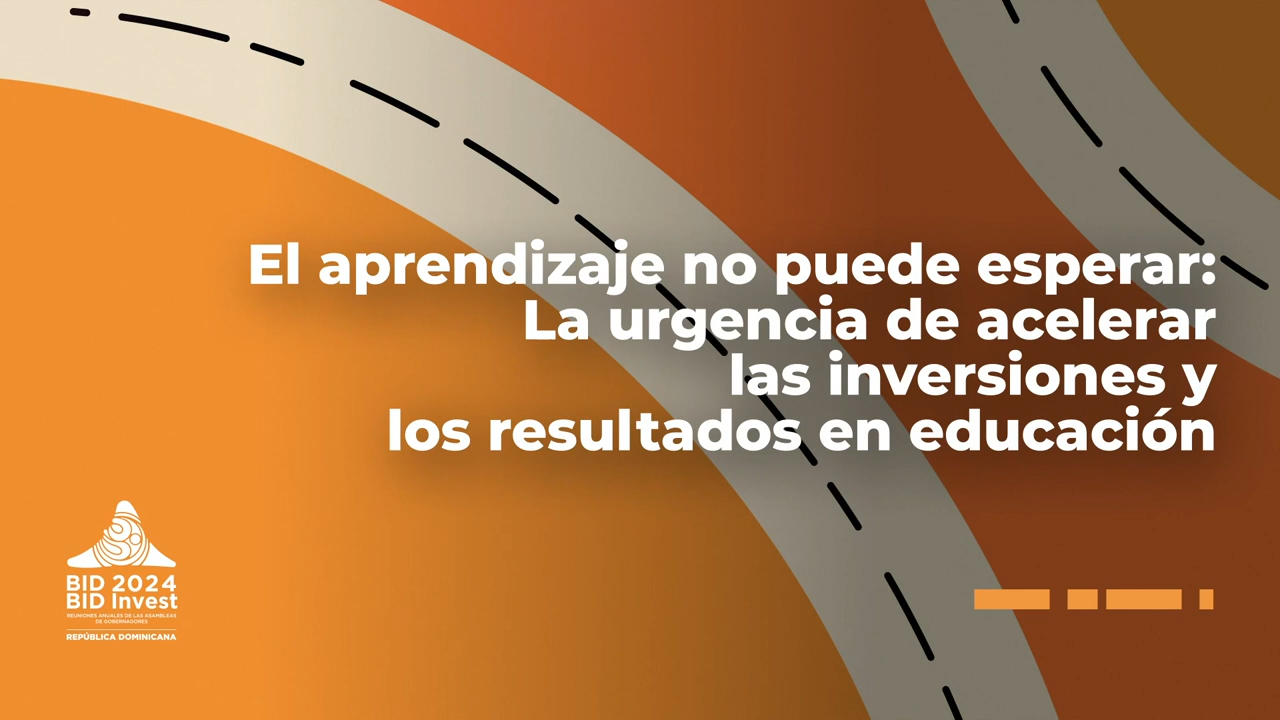 El aprendizaje no puede esperar:
La urgencia de acelerar
las inversiones y
los resultados en educación
BID 2024
BID Invest
REUNIONES ANUALES DE LAS ASAMBLEAS
DE GOBERNADORES
REPÚBLICA DOMINICANA